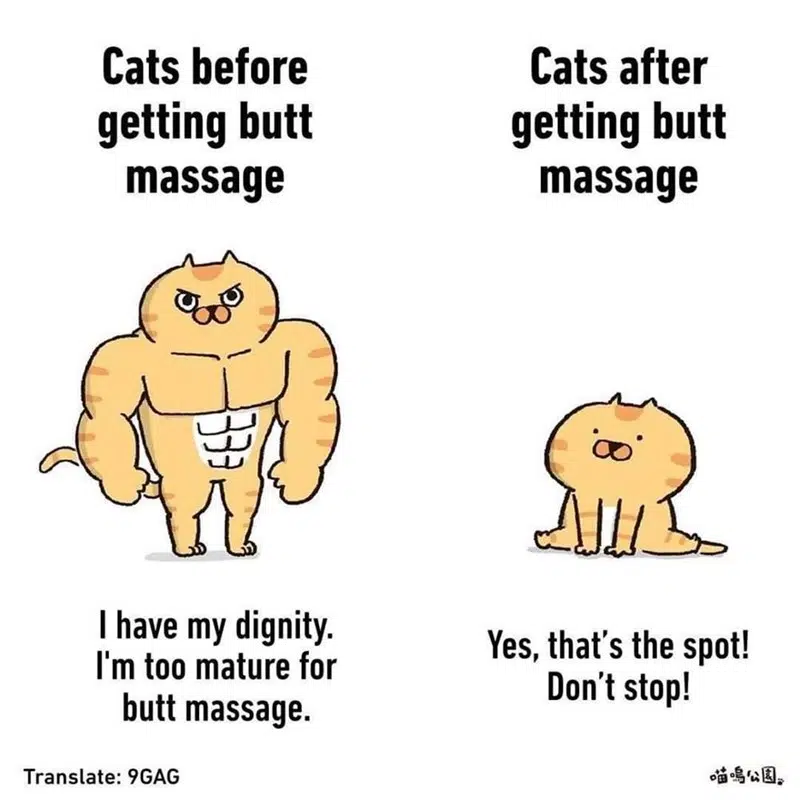 Cats before
getting butt
massage
Cats after
getting butt
massage
I have my dignity.
I'm too mature for
butt massage.
Yes, that's the spot!
Don't stop!
Translate: 9GAG
喵嗚公園。